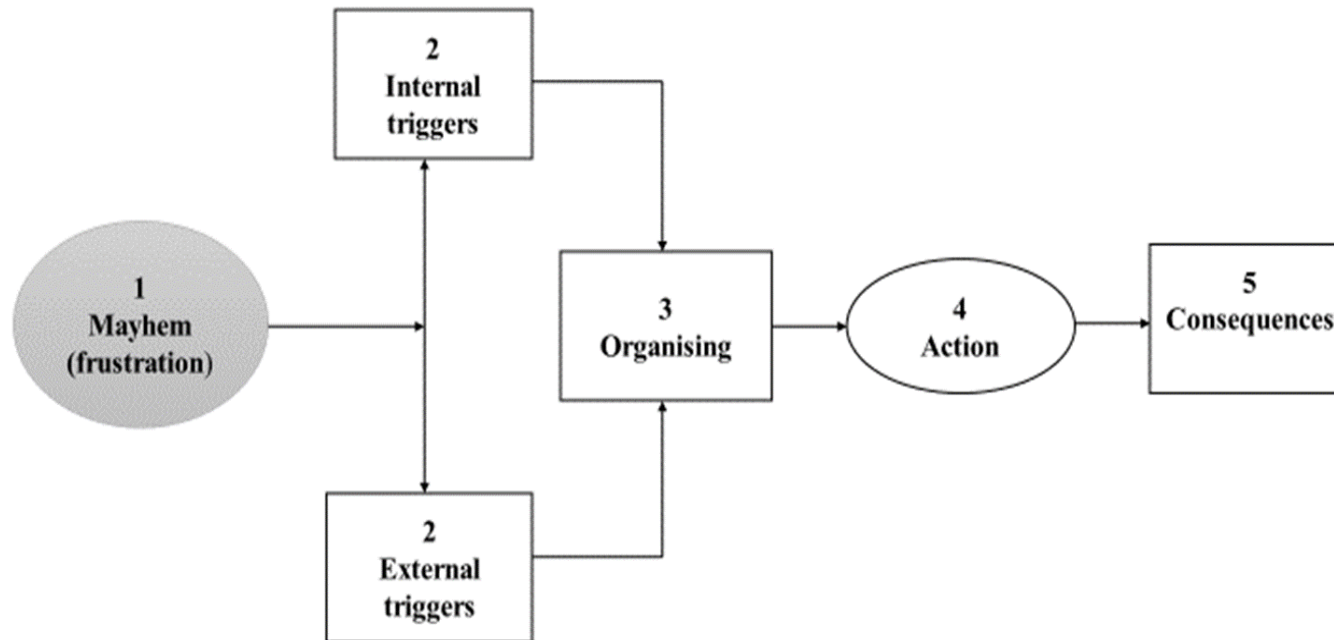 1
Mayhem
(frustration)
2
Internal
triggers
2
External
triggers
3
Organising
4
Action
5
Consequences